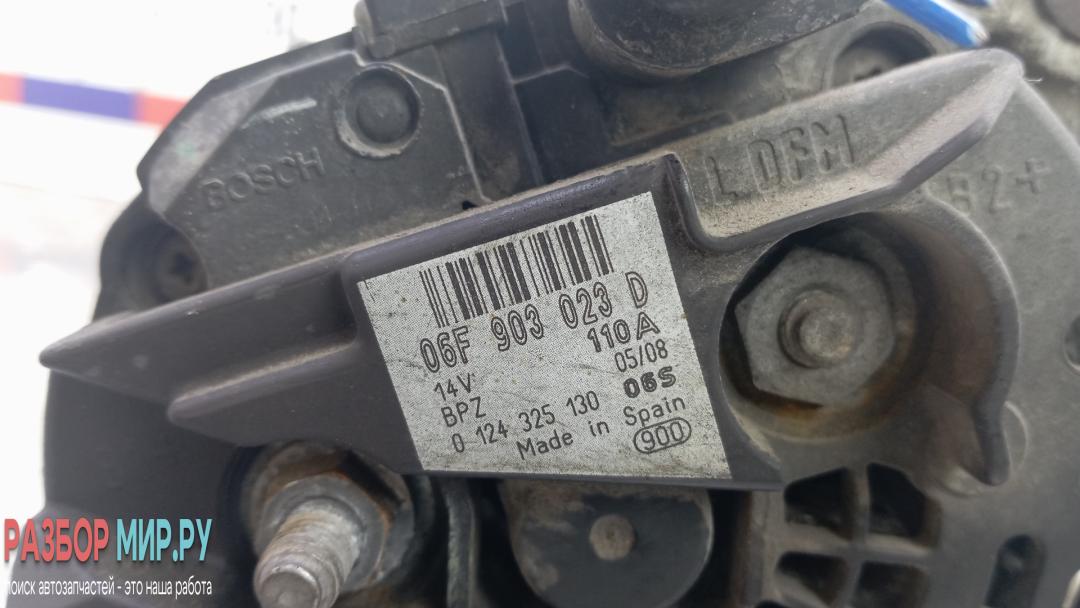 BOSCH
L DFM
B2+
06F 903 023 D
14V 110A
BPZ 05/08
0 124 325 130 06S
Made in Spain
900
РАЗБОР МИР.РУ
поиск автозапчастей - это наша работа